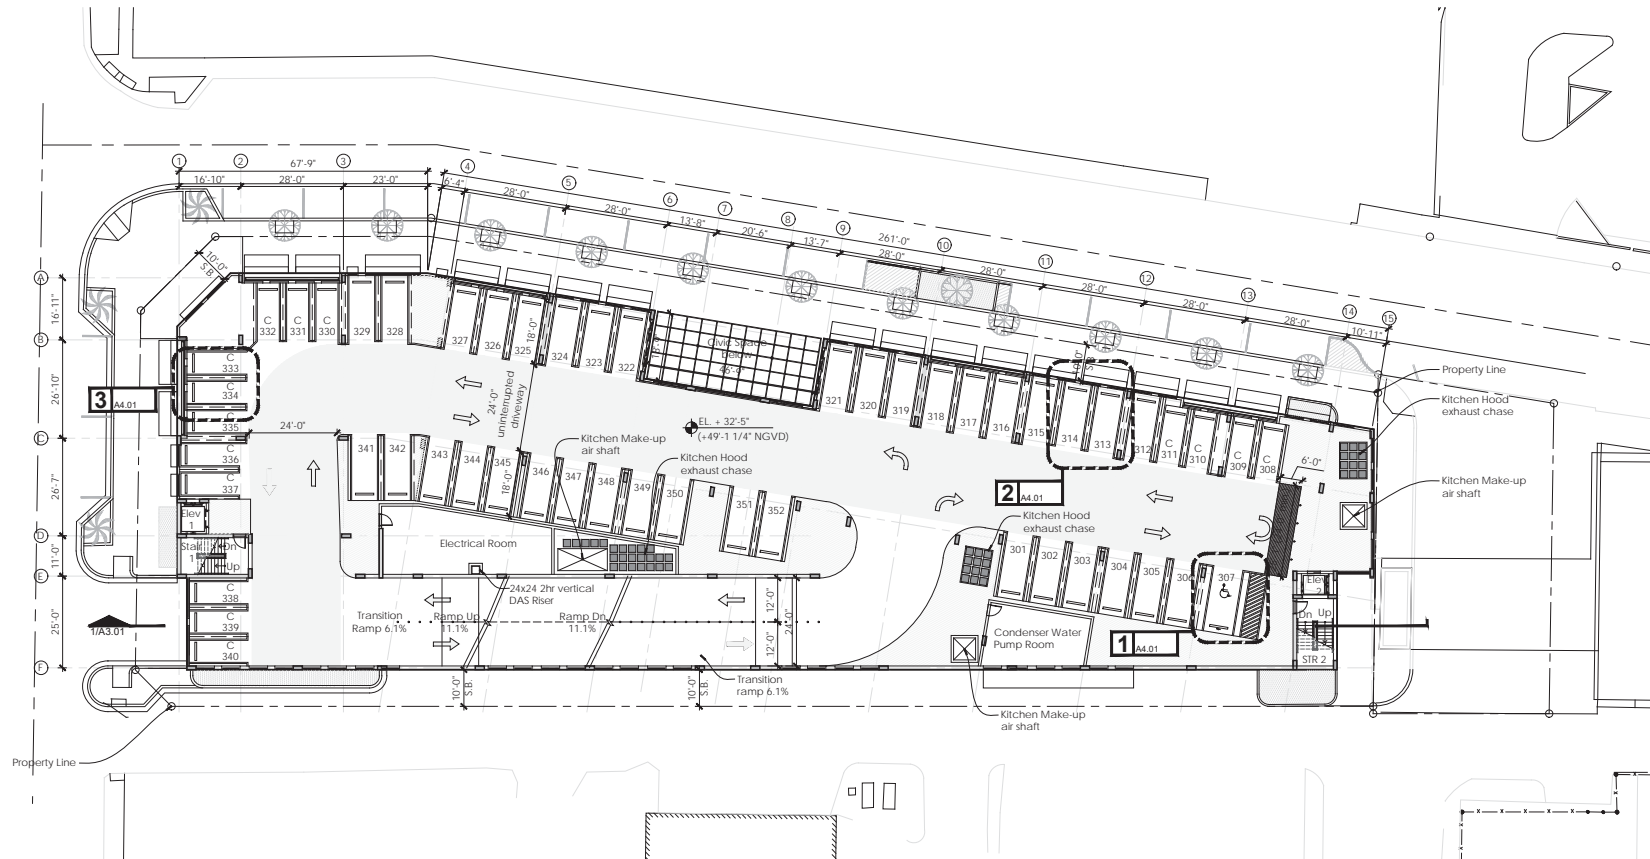 1
2
3
4
5
6
7
8
9
10
11
12
13
14
15
67'-9"
16'-10"
28'-0"
23'-0"
6'-4"
28'-0"
28'-0"
13'-8"
20'-6"
13'-7"
261'-0"
28'-0"
28'-0"
28'-0"
28'-0"
28'-0"
10'-11"
A
B
C
D
E
F
16'-11"
26'-10"
26'-7"
11'-0"
25'-0"
10'-0"
S.B.
C
332
C
331
C
330
329
328
327
326
325
324
323
322
18'-0"
Civic Space
below
46'-9"
321
320
319
318
317
316
315
314
313
312
C
311
C
310
C
309
C
308
6'-0"
C
333
C
334
C
335
C
336
C
337
C
338
C
339
C
340
3
A4.01
24'-0"
24'-0"
uninterrupted
driveway
EL. + 32'-5"
(+49'-1 1/4" NGVD)
Kitchen Make-up
air shaft
Kitchen Hood
exhaust chase
341
342
343
344
345
346
347
348
349
350
351
352
18'-0"
Property Line
Kitchen Hood
exhaust chase
Kitchen Make-up
air shaft
2
A4.01
Kitchen Hood
exhaust chase
301
302
303
304
305
306
307
Elev
1
Stair
1
Dn
Up
Electrical Room
24x24 2hr vertical
DAS Riser
Transition
Ramp 6.1%
Ramp Up
11.1%
Ramp Dn
11.1%
12'-0"
12'-0"
24'-0"
Condenser Water
Pump Room
1
A4.01
Elev
2
Dn
Up
STR 2
1/A3.01
10'-0"
S.B.
10'-0"
S.B.
Transition
ramp 6.1%
Kitchen Make-up
air shaft
Property Line